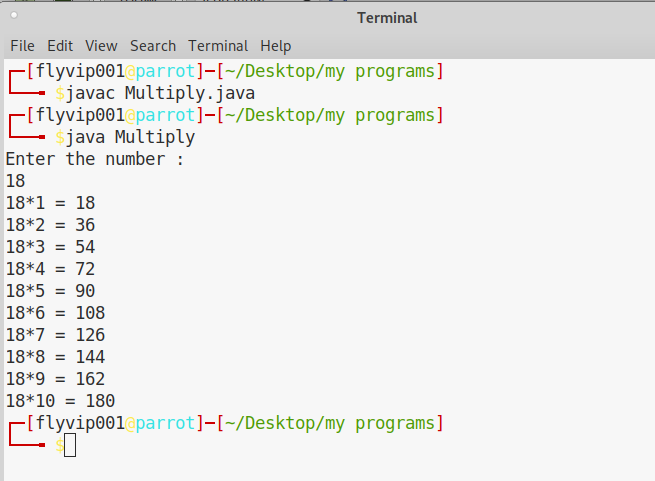 Terminal
File Edit View Search Terminal Help
┌─[flyvip001@parrot]─[~/Desktop/my programs]
└──╼ $javac Multiply.java
┌─[flyvip001@parrot]─[~/Desktop/my programs]
└──╼ $java Multiply
Enter the number :
18
18*1 = 18
18*2 = 36
18*3 = 54
18*4 = 72
18*5 = 90
18*6 = 108
18*7 = 126
18*8 = 144
18*9 = 162
18*10 = 180
┌─[flyvip001@parrot]─[~/Desktop/my programs]
└──╼ $